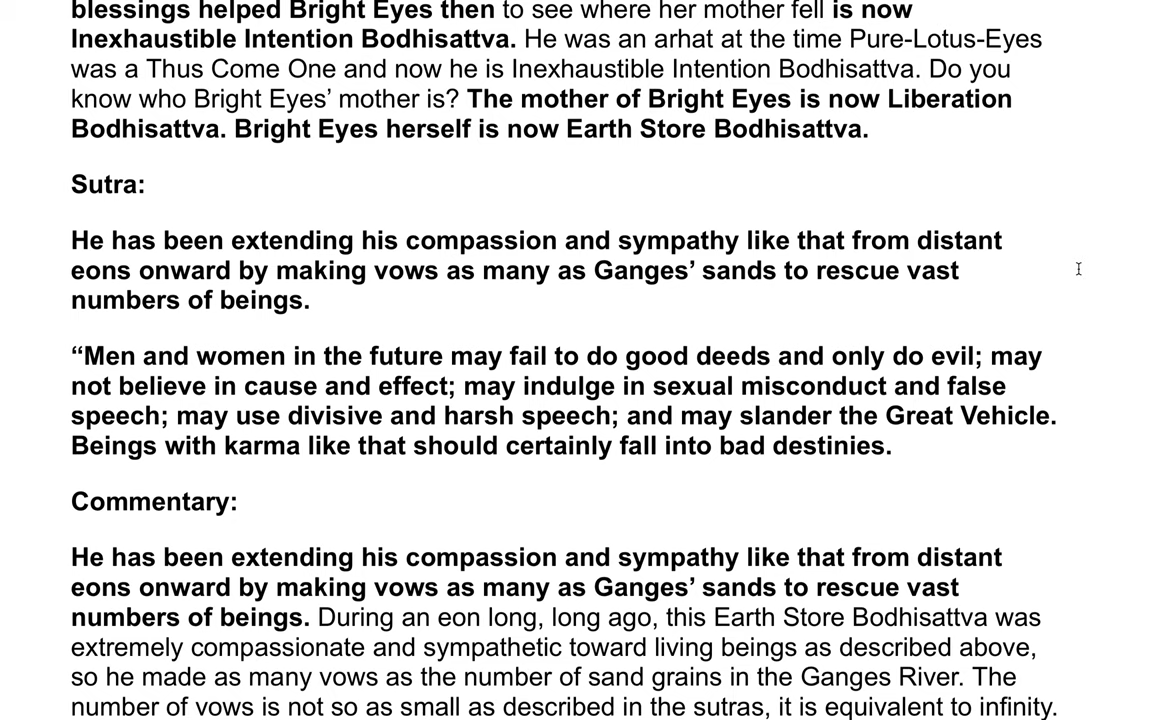 blessings helped Bright Eyes then to see where her mother fell is now
Inexhaustible Intention Bodhisattva. He was an arhat at the time Pure-Lotus-Eyes
was a Thus Come One and now he is Inexhaustible Intention Bodhisattva. Do you
know who Bright Eyes’ mother is? The mother of Bright Eyes is now Liberation
Bodhisattva. Bright Eyes herself is now Earth Store Bodhisattva.
Sutra:
He has been extending his compassion and sympathy like that from distant
eons onward by making vows as many as Ganges’ sands to rescue vast
numbers of beings.
“Men and women in the future may fail to do good deeds and only do evil; may
not believe in cause and effect; may indulge in sexual misconduct and false
speech; may use divisive and harsh speech; and may slander the Great Vehicle.
Beings with karma like that should certainly fall into bad destinies.
Commentary:
He has been extending his compassion and sympathy like that from distant
eons onward by making vows as many as Ganges’ sands to rescue vast
numbers of beings. During an eon long, long ago, this Earth Store Bodhisattva was
extremely compassionate and sympathetic toward living beings as described above,
so he made as many vows as the number of sand grains in the Ganges River. The
number of vows is not so as small as described in the sutras, it is equivalent to infinity.